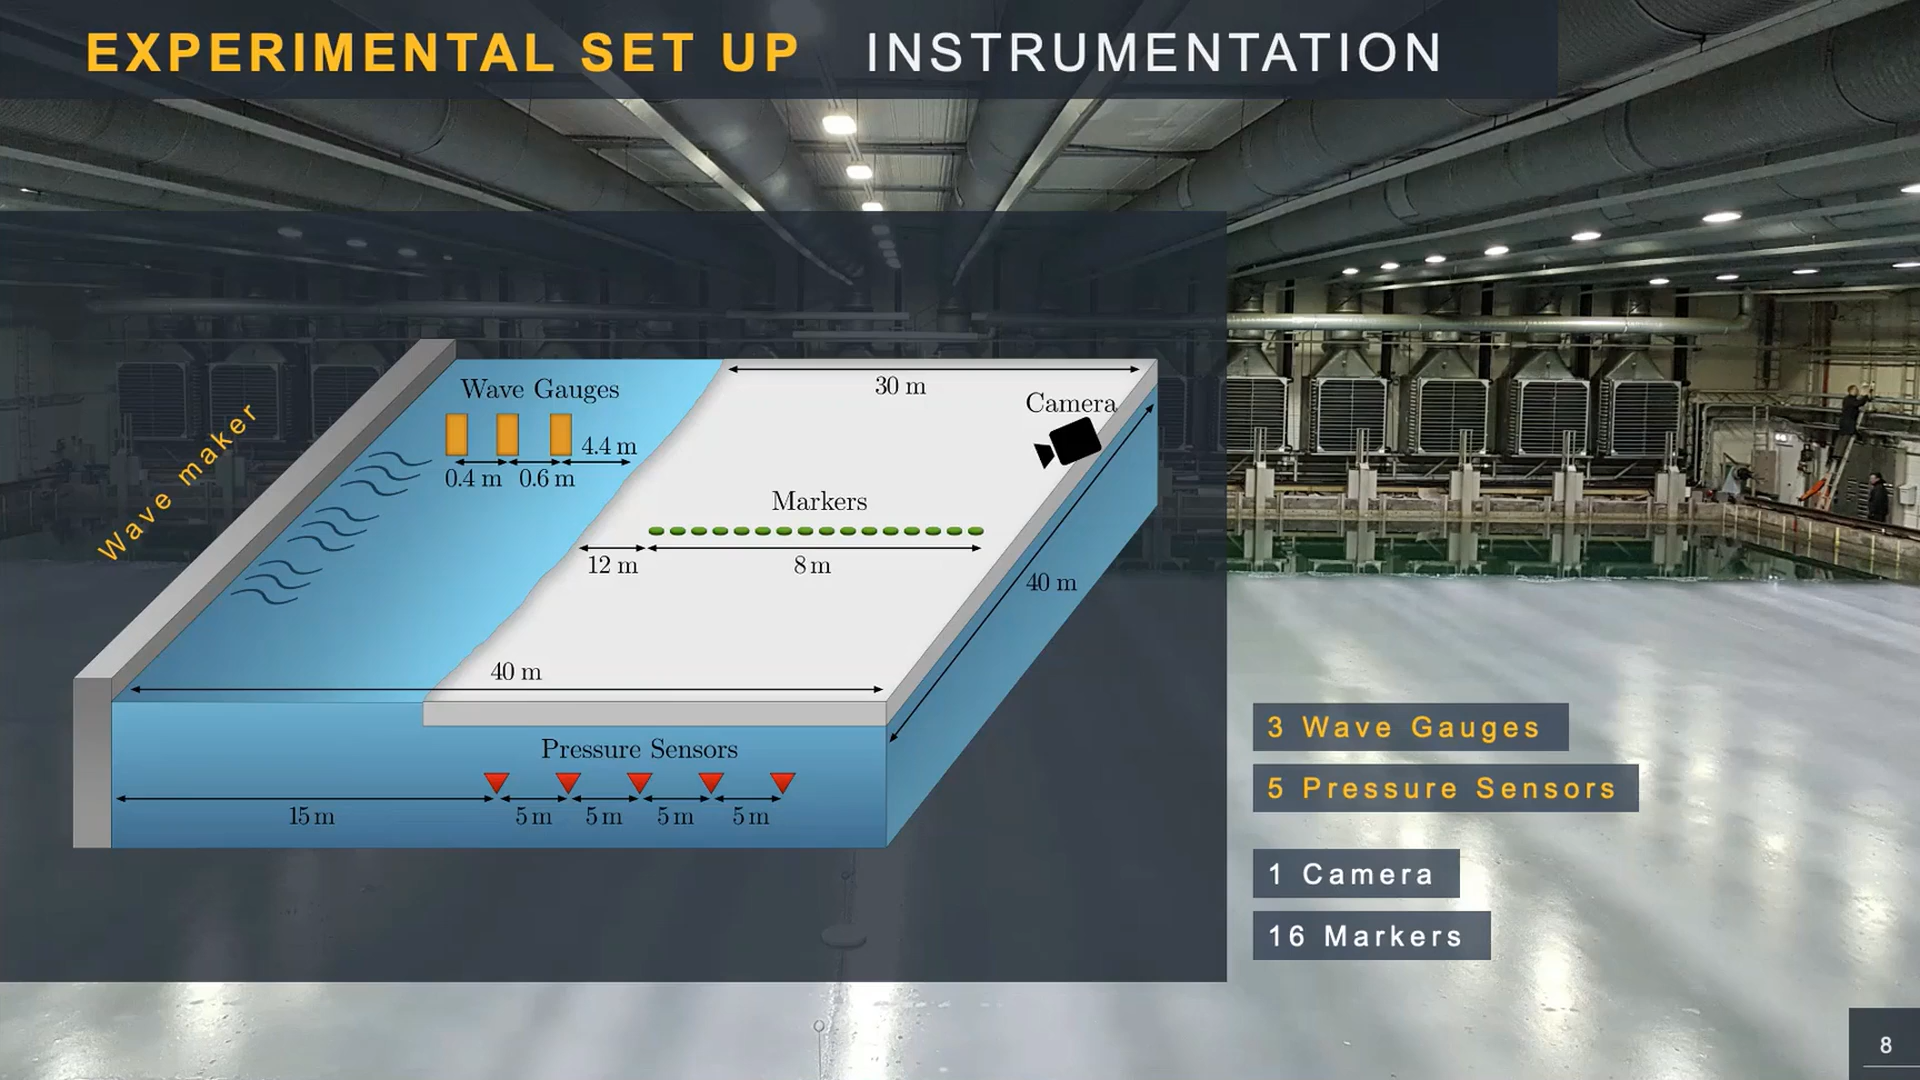 EXPERIMENTAL SET UP INSTRUMENTATION
30 m
Wave Gauges
Camera
4.4 m
0.4 m 0.6 m
Wave maker
Markers
12 m 8 m
40 m
40 m
Pressure Sensors
15 m 5 m 5 m 5 m 5 m
3 Wave Gauges
5 Pressure Sensors
1 Camera
16 Markers
8